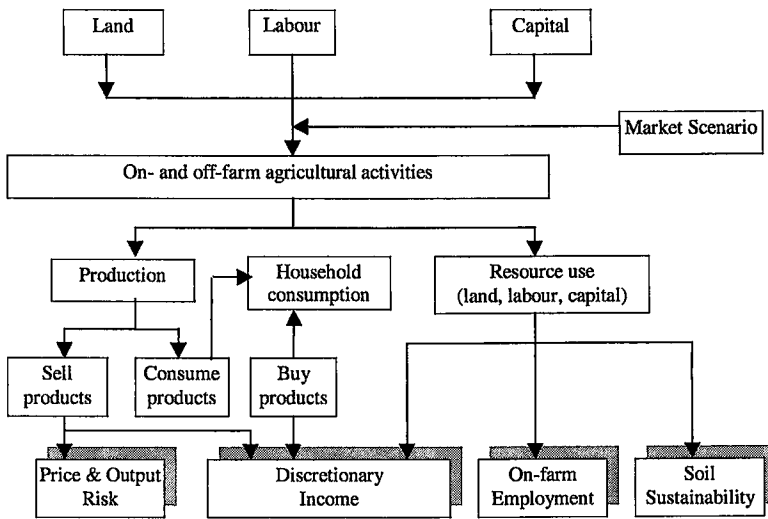 Land
Labour
Capital
Market Scenario
On- and off-farm agricultural activities
Production
Household
consumption
Resource use
(land, labour, capital)
Sell
products
Consume
products
Buy
products
Price & Output
Risk
Discretionary
Income
On-farm
Employment
Soil
Sustainability